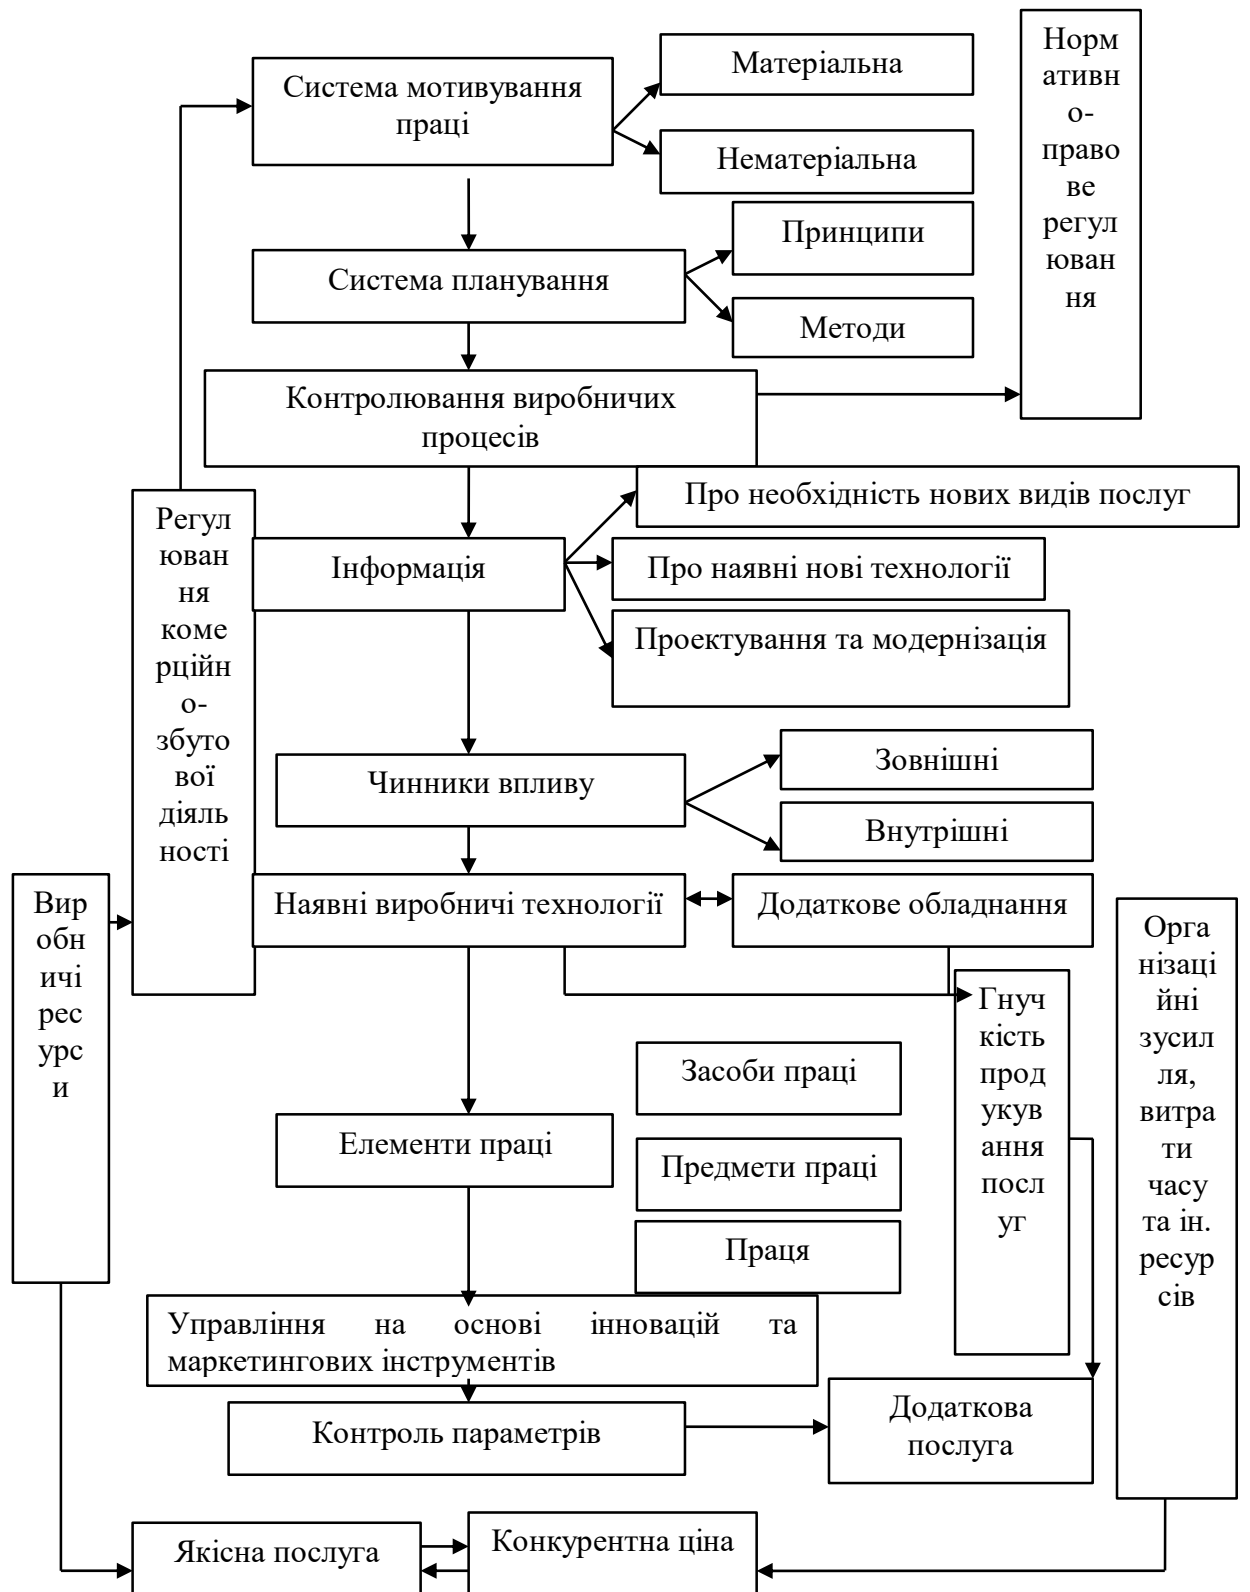 Система мотивування
праці
Матеріальна
Нематеріальна
Норм
ативн
о-
право
ве
регул
юван
ня
Система планування
Принципи
Методи
Контролювання виробничих
процесів
Регул
юван
ня
коме
рційн
о-
збуто
вої
діяль
ності
Інформація
Про необхідність нових видів послуг
Про наявні нові технології
Проектування та модернізація
Чинники впливу
Зовнішні
Внутрішні
Вир
обн
ичі
рес
урс
и
Наявні виробничі технології
Додаткове обладнання
Орга
нізаці
йні
зусил
ля,
витра
ти
часу
та ін.
ресур
сів
Гнуч
кість
прод
укув
ання
посл
уг
Елементи праці
Засоби праці
Предмети праці
Праця
Управління на основі інновацій та
маркетингових інструментів
Контроль параметрів
Додаткова
послуга
Якісна послуга
Конкурентна ціна